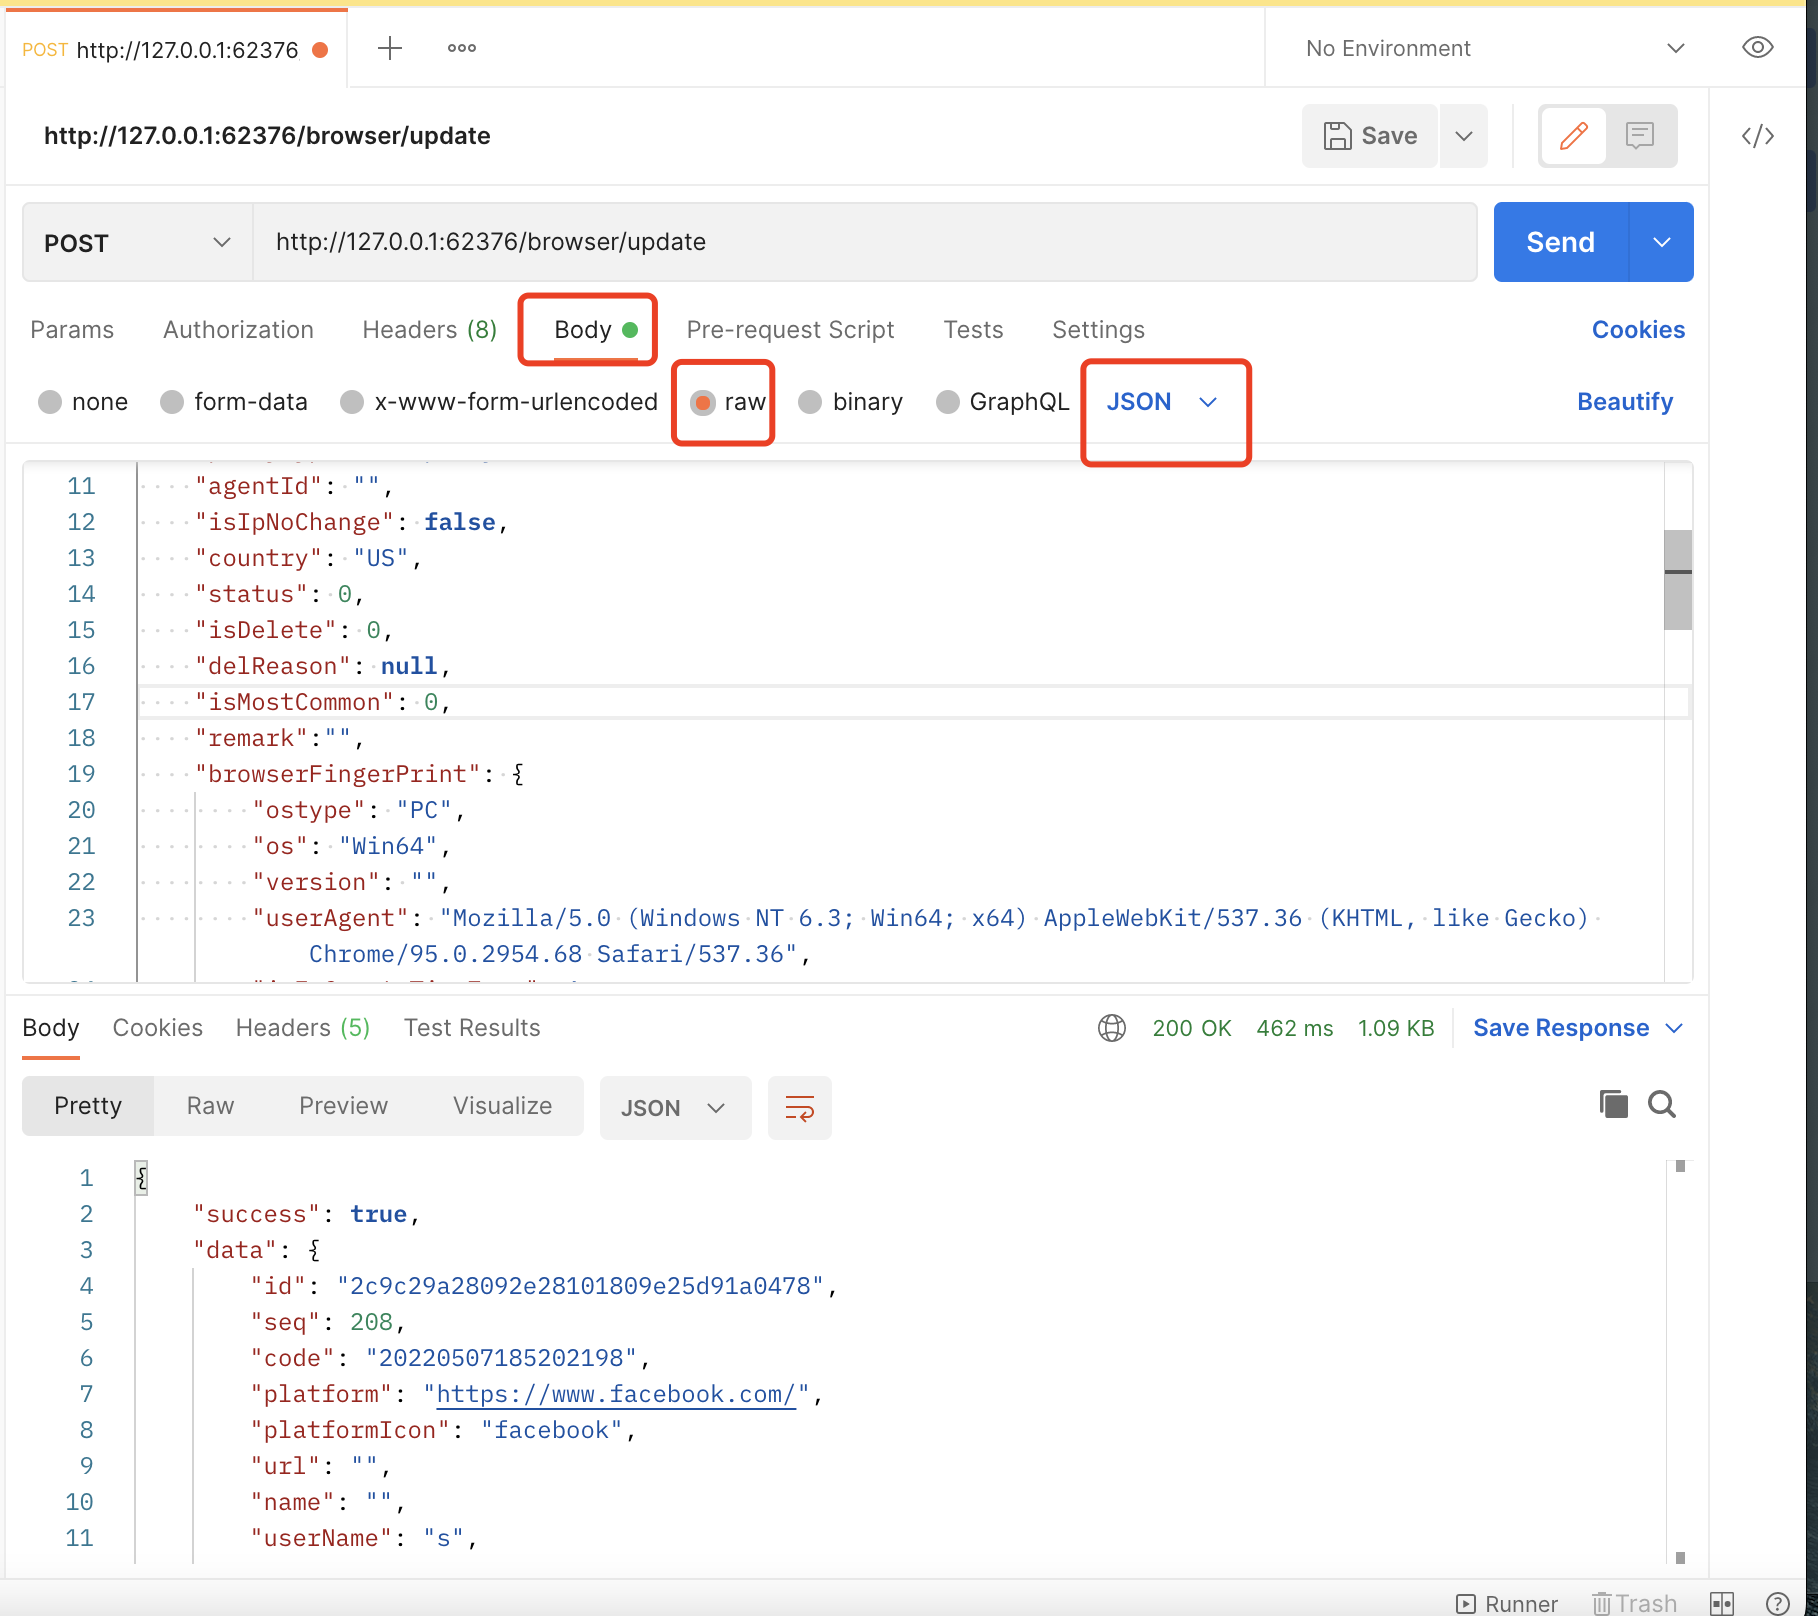 POST http://127.0.0.1:62376
No Environment
http://127.0.0.1:62376/browser/update
Save
POST
http://127.0.0.1:62376/browser/update
Send
Params Authorization Headers (8) Body Pre-request Script Tests Settings Cookies
none form-data x-www-form-urlencoded raw binary GraphQL JSON Beautify
11 "agentId": "",
12 "isIpNoChange": false,
13 "country": "US",
14 "status": 0,
15 "isDelete": 0,
16 "delReason": null,
17 "isMostCommon": 0,
18 "remark":"",
19 "browserFingerPrint": {
20 "ostype": "PC",
21 "os": "Win64",
22 "version": "",
23 "userAgent": "Mozilla/5.0 (Windows NT 6.3; Win64; x64) AppleWebKit/537.36 (KHTML, like Gecko)
Chrome/95.0.2954.68 Safari/537.36",
Body Cookies Headers (5) Test Results 200 OK 462 ms 1.09 KB Save Response
Pretty Raw Preview Visualize JSON
1 {
2 "success": true,
3 "data": {
4 "id": "2c9c29a28092e28101809e25d91a0478",
5 "seq": 208,
6 "code": "20220507185202198",
7 "platform": "https://www.facebook.com/",
8 "platformIcon": "facebook",
9 "url": "",
10 "name": "",
11 "userName": "s",
Runner Trash